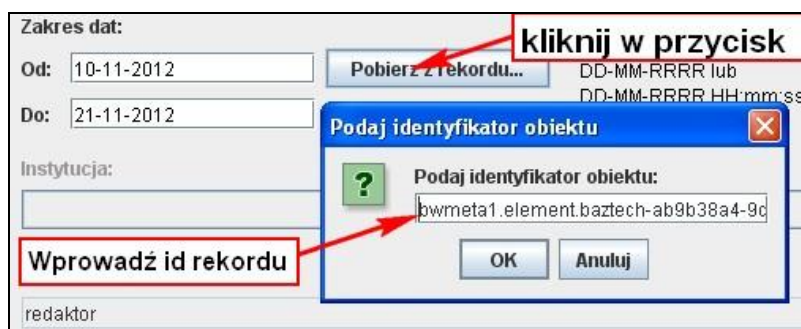 Zakres dat:
kliknij w przycisk
Od: 10-11-2012 Pobierz z rekordu... DD-MM-RRRR lub
DD-MM-RRRR HH:mm:ss
Do: 21-11-2012
Podaj identyfikator obiektu
Instytucja:
? Podaj identyfikator obiektu:
bwmeta1.element.baztech-ab9b38a4-9c
Wprowadź id rekordu
OK Anuluj
redaktor